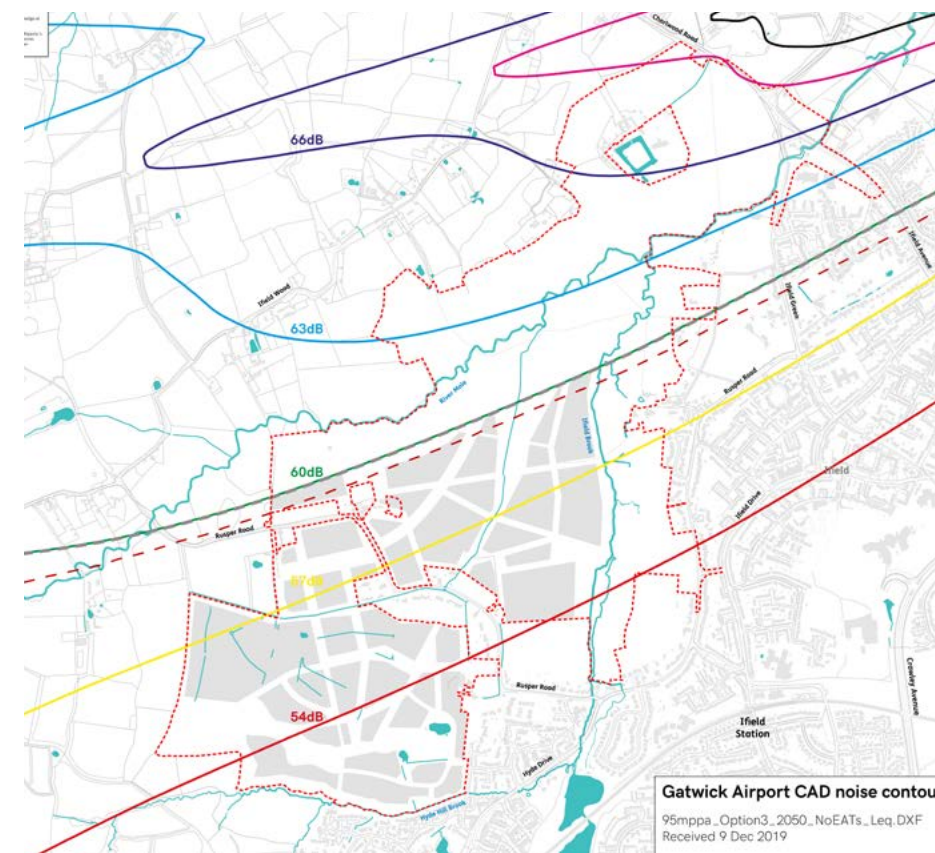 Charlwood Road
66dB
Ifield Avenue
Ifield Wood
Ifield Green
63dB
Rusper Road
River Mole
Ifield Brook
60dB
Ifield
Ifield Drive
Rusper Road
57dB
Crawley Avenue
Rusper Road
54dB
Ifield
Station
Hyde Drive
Hyde Hill Brook
Gatwick Airport CAD noise contou
95mppa_Option3_2050_NoEATs_Leq.DXF
Received 9 Dec 2019